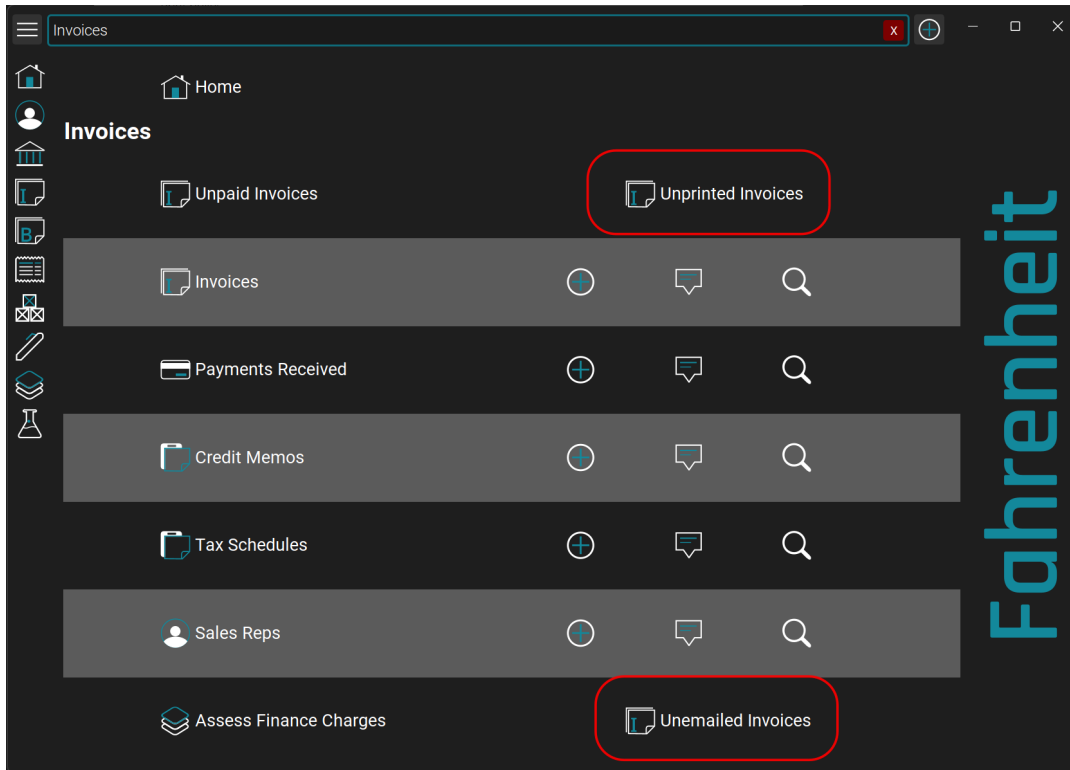 Invoices
X
Home
Invoices
Unpaid Invoices
Unprinted Invoices
Invoices
Payments Received
Credit Memos
Tax Schedules
Sales Reps
Assess Finance Charges
Unemailed Invoices
Fahrenheit